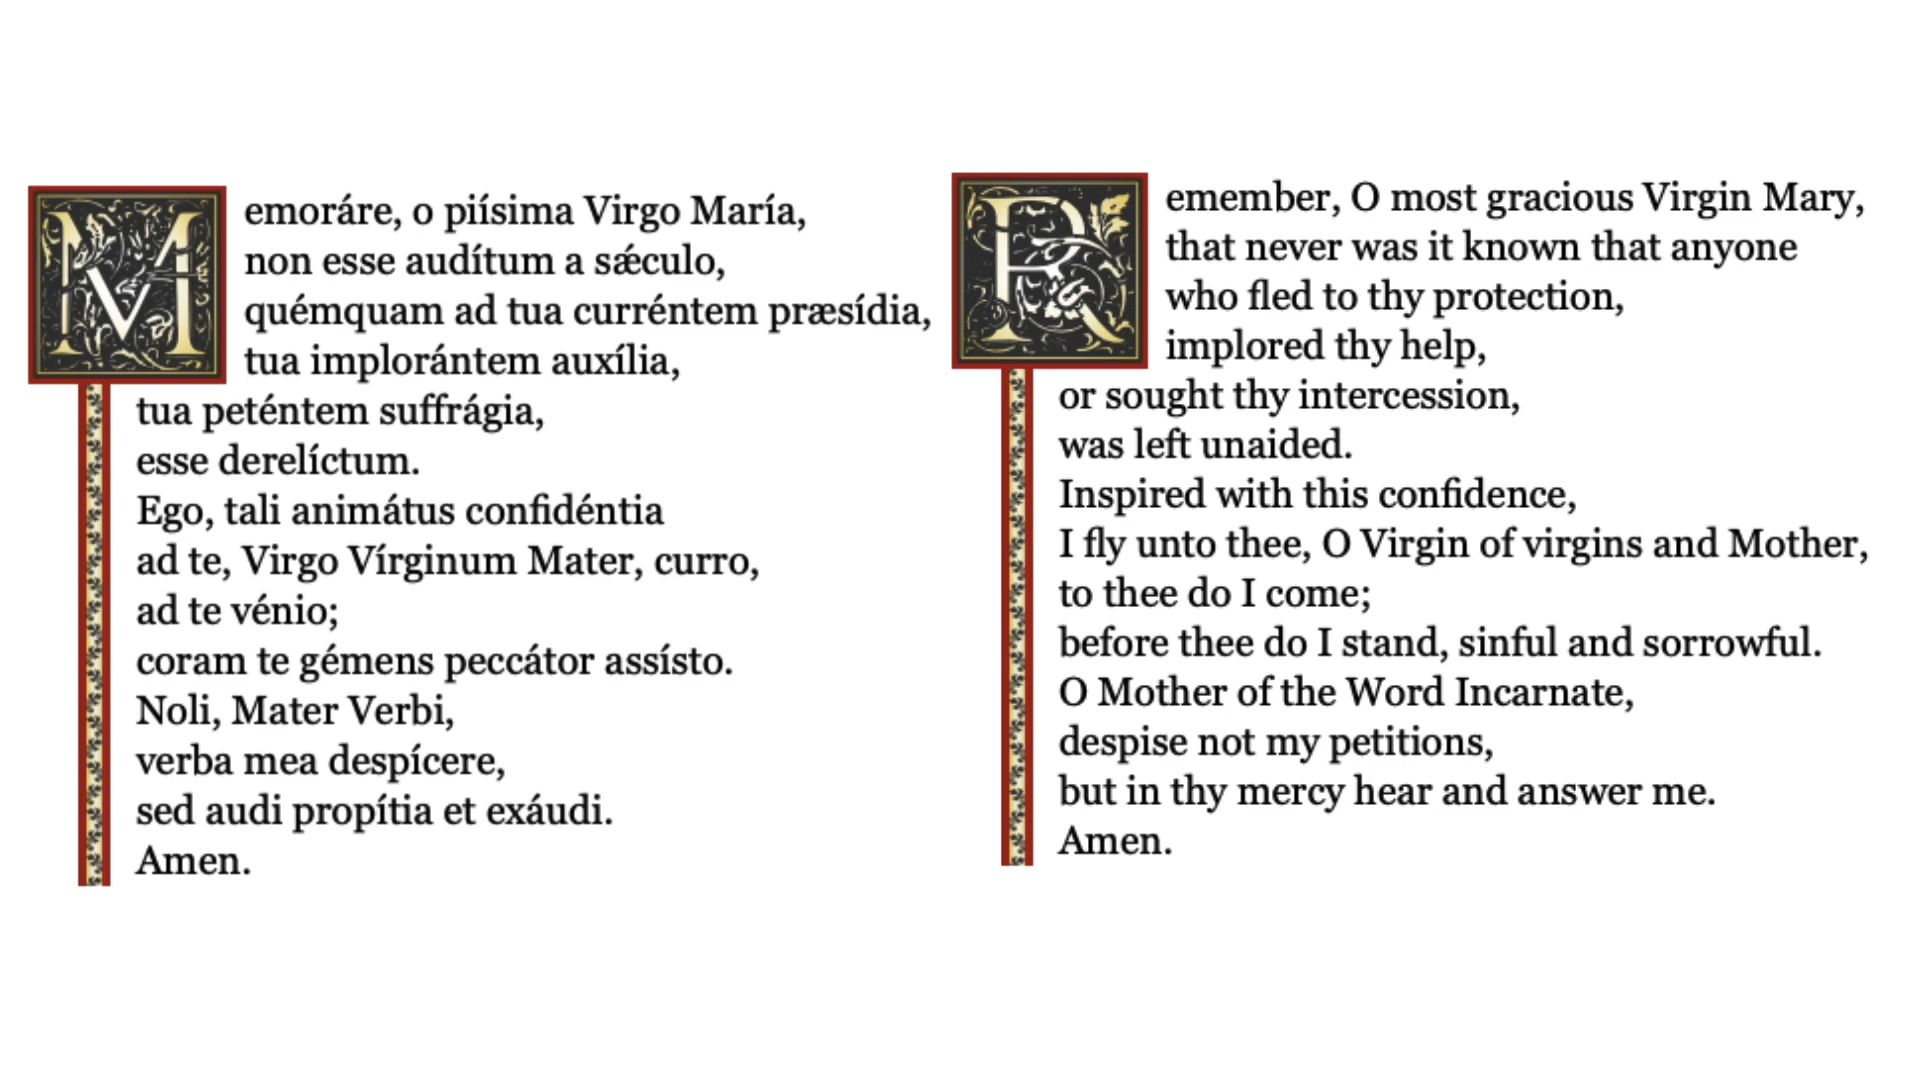 Memoráre, o piísima Virgo María,
non esse audítum a sǽculo,
quémquam ad tua curréntem præsídia,
tua implorántem auxília,
tua peténtem suffrágia,
esse derelíctum.
Ego, tali animátus confidéntia
ad te, Virgo Vírginum Mater, curro,
ad te vénio;
coram te gémens peccátor assísto.
Noli, Mater Verbi,
verba mea despícere,
sed audi propítia et exáudi.
Amen.
Remember, O most gracious Virgin Mary,
that never was it known that anyone
who fled to thy protection,
implored thy help,
or sought thy intercession,
was left unaided.
Inspired with this confidence,
I fly unto thee, O Virgin of virgins and Mother,
to thee do I come;
before thee do I stand, sinful and sorrowful.
O Mother of the Word Incarnate,
despise not my petitions,
but in thy mercy hear and answer me.
Amen.